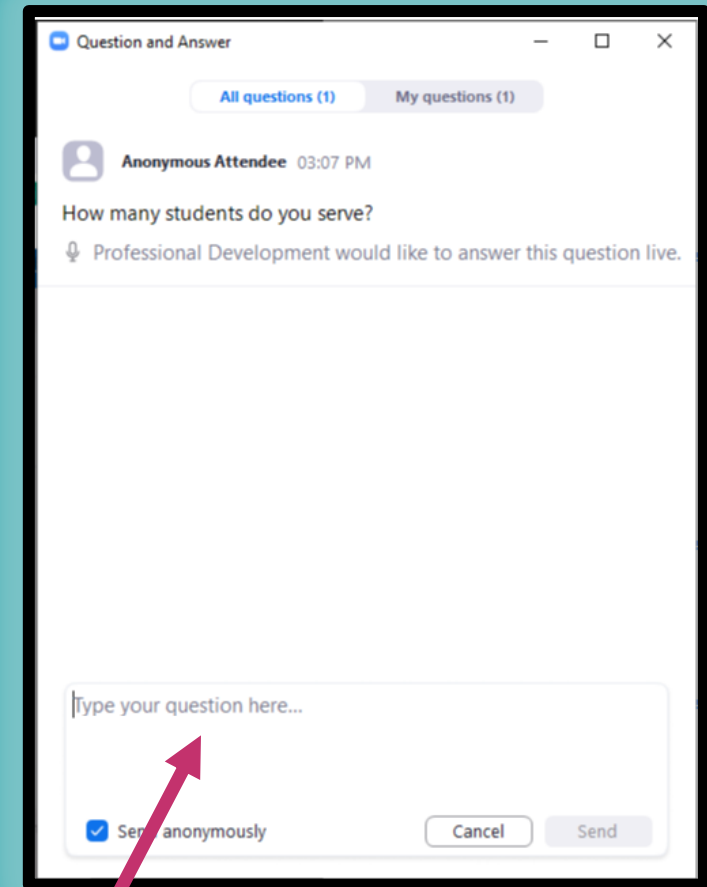 Question and Answer
All questions (1) My questions (1)
Anonymous Attendee 03:07 PM
How many students do you serve?
Professional Development would like to answer this question live.
Type your question here...
Send anonymously Cancel Send